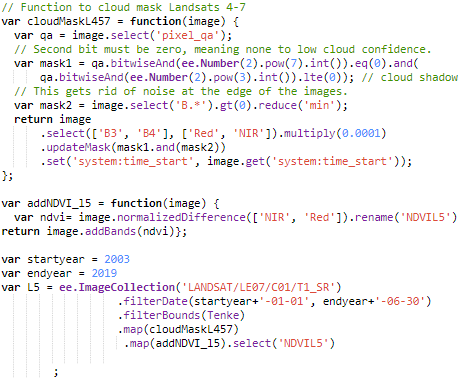 // Function to cloud mask Landsats 4-7
var cloudMaskL457 = function(image) {
var qa = image.select('pixel_qa');
// Second bit must be zero, meaning none to low cloud confidence.
var mask1 = qa.bitwiseAnd(ee.Number(2).pow(7).int()).eq(0).and(
qa.bitwiseAnd(ee.Number(2).pow(3).int()).lte(0)); // cloud shadow
// This gets rid of noise at the edge of the images.
var mask2 = image.select('B.*').gt(0).reduce('min');
return image
.select(['B3', 'B4'], ['Red', 'NIR']).multiply(0.0001)
.updateMask(mask1.and(mask2))
.set('system:time_start', image.get('system:time_start'));
};
var addNDVI_l5 = function(image) {
var ndvi= image.normalizedDifference(['NIR', 'Red']).rename('NDVIL5')
return image.addBands(ndvi)};
var startyear = 2003
var endyear = 2019
var L5 = ee.ImageCollection('LANDSAT/LE07/C01/T1_SR')
.filterDate(startyear+'-01-01', endyear+'-06-30')
.filterBounds(Tenke)
.map(cloudMaskL457)
.map(addNDVI_l5).select('NDVIL5')
;